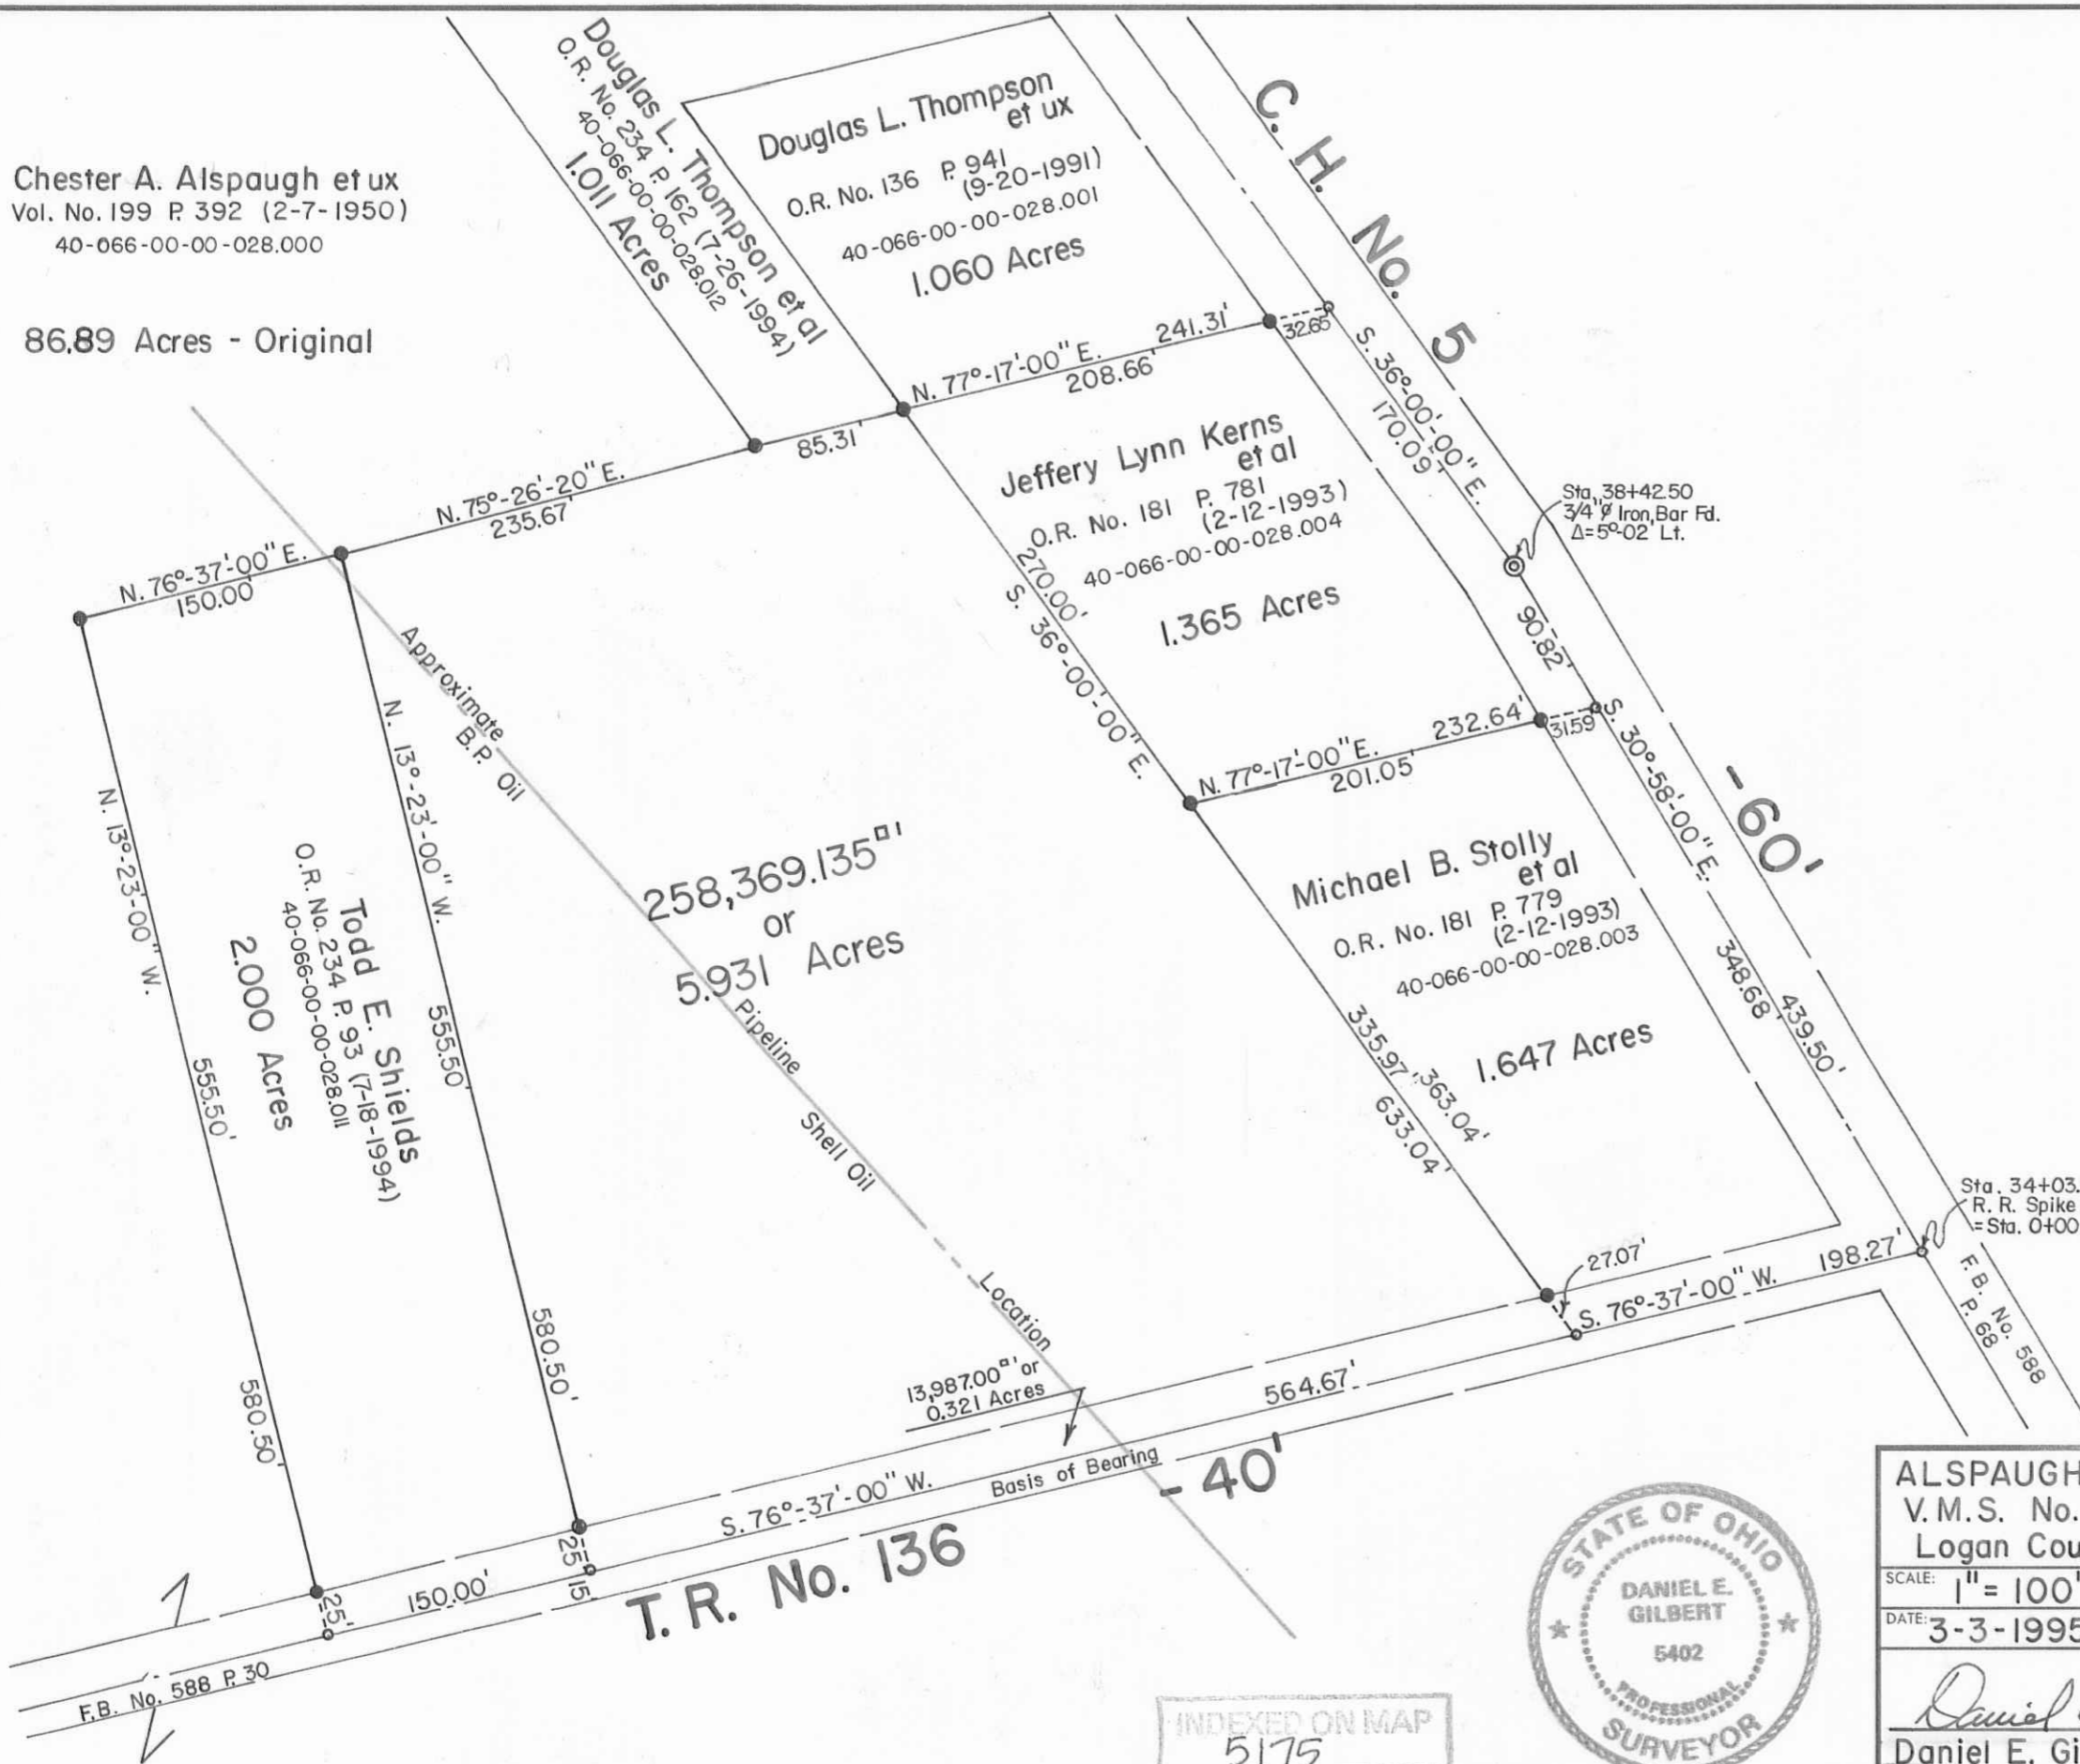 Chester A. Alspaugh et ux
Vol. No. 199 P. 392 (2-7-1950)
40-066-00-00-028.000
86.89 Acres - Original
Douglas L. Thompson et al
O.R. No. 234 P. 162 (7-26-1994)
40-066-00-00-028.012
1.011 Acres
Douglas L. Thompson
et ux
O.R. No. 136 P. 941
(9-20-1991)
40-066-00-00-028.001
1.060 Acres
C. H. No. 5
-60'
N. 77°-17'-00" E. 241.31'
208.66'
32.65'
S. 36°-00'-00" E.
170.09'
85.31'
N. 75°-26'-20" E.
235.67'
N. 76°-37'-00" E.
150.00'
Jeffery Lynn Kerns
et al
O.R. No. 181 P. 781
(2-12-1993)
40-066-00-00-028.004
1.365 Acres
270.00'
S. 36°-00'-00" E.
Sta. 38+42.50
3/4"ø Iron Bar Fd.
Δ=5°-02' Lt.
90.82'
N. 77°-17'-00" E. 232.64'
201.05'
31.59'
S. 30°-58'-00" E.
348.68'
439.50'
Approximate
B.P. Oil
Pipeline
Shell Oil
Location
N. 13°-23'-00" W. 555.50'
580.50'
N. 13°-23'-00" W. 555.50'
580.50'
Todd E. Shields
O.R. No. 234 P. 93 (7-18-1994)
40-066-00-00-028.011
2.000 Acres
258,369.135□'
or
5.931 Acres
Michael B. Stolly
et al
O.R. No. 181 P. 779
(2-12-1993)
40-066-00-00-028.003
1.647 Acres
335.97'
363.04'
633.04'
27.07'
S. 76°-37'-00" W. 198.27'
Sta. 34+03.
R. R. Spike
= Sta. 0+00
F.B. No. 588
P. 68
13,987.00□' or
0.321 Acres
564.67'
S. 76°-37'-00" W. Basis of Bearing
25'
15'
25'
150.00'
T. R. No. 136 - 40'
F.B. No. 588 P. 30
STATE OF OHIO
DANIEL E.
GILBERT
5402
PROFESSIONAL
SURVEYOR
INDEXED ON MAP
5175
ALSPAUGH
V.M.S. No.
Logan Cou
SCALE: 1" = 100'
DATE: 3-3-1995
Daniel
Daniel E. Gi